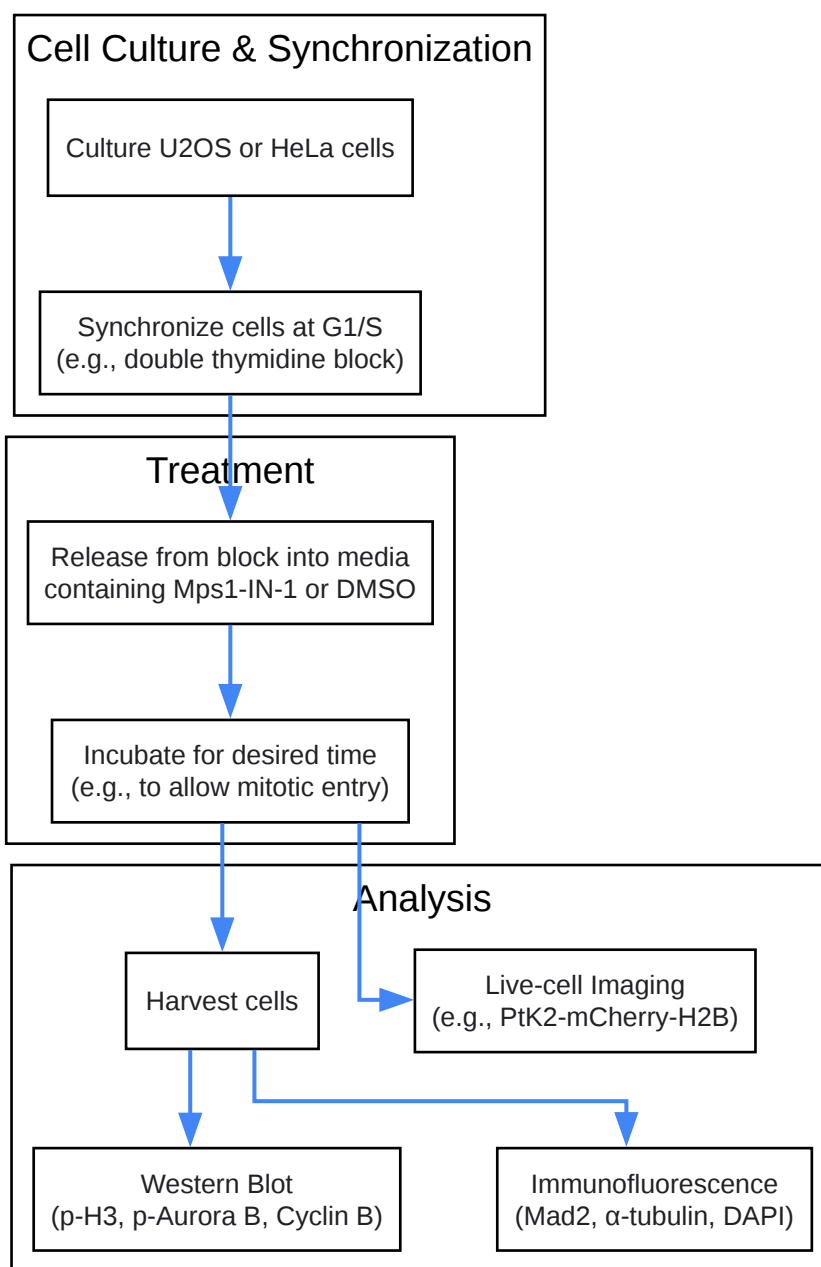 Cell Culture & Synchronization
Culture U2OS or HeLa cells
Synchronize cells at G1/S
(e.g., double thymidine block)
Treatment
Release from block into media
containing Mps1-IN-1 or DMSO
Incubate for desired time
(e.g., to allow mitotic entry)
Analysis
Harvest cells
Live-cell Imaging
(e.g., PtK2-mCherry-H2B)
Western Blot
(p-H3, p-Aurora B, Cyclin B)
Immunofluorescence
(Mad2, α-tubulin, DAPI)